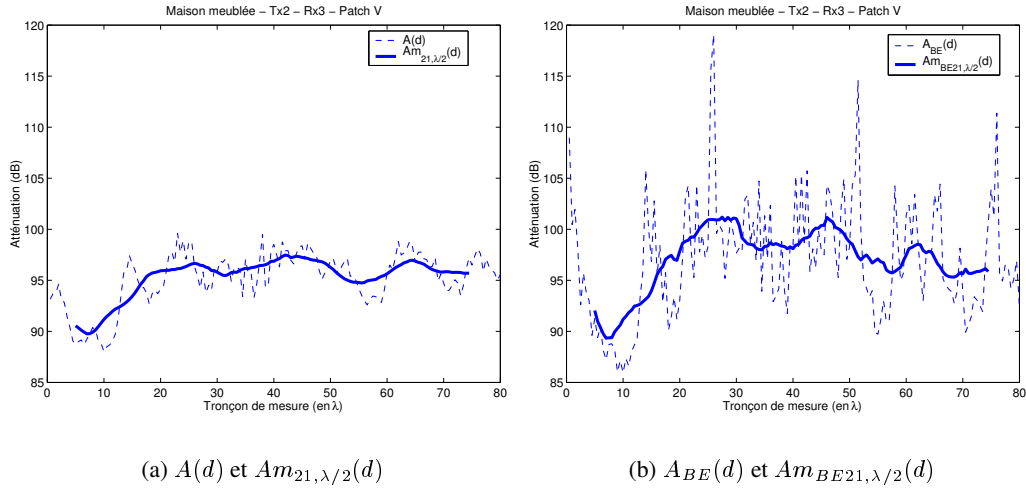 Maison meublée − Tx2 − Rx3 − Patch V
120
115
110
105
100
95
90
85
Atténuation (dB)
A(d)
Am21,λ/2(d)
0 10 20 30 40 50 60 70 80
Tronçon de mesure (en λ)
(a) A(d) et Am21,λ/2(d)
Maison meublée − Tx2 − Rx3 − Patch V
120
115
110
105
100
95
90
85
Atténuation (dB)
ABE(d)
AmBE21,λ/2(d)
0 10 20 30 40 50 60 70 80
Tronçon de mesure (en λ)
(b) ABE(d) et AmBE21,λ/2(d)